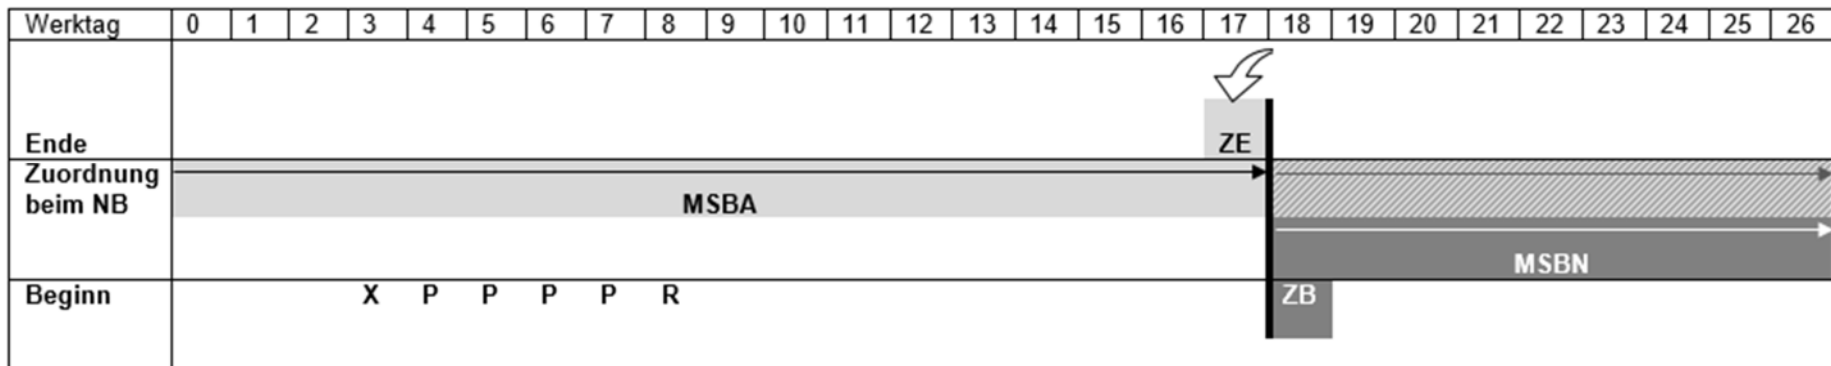 Werktag 0 1 2 3 4 5 6 7 8 9 10 11 12 13 14 15 16 17 18 19 20 21 22 23 24 25 26
Ende ZE
Zuordnung
beim NB MSBA
MSBN
Beginn X P P P P R ZB